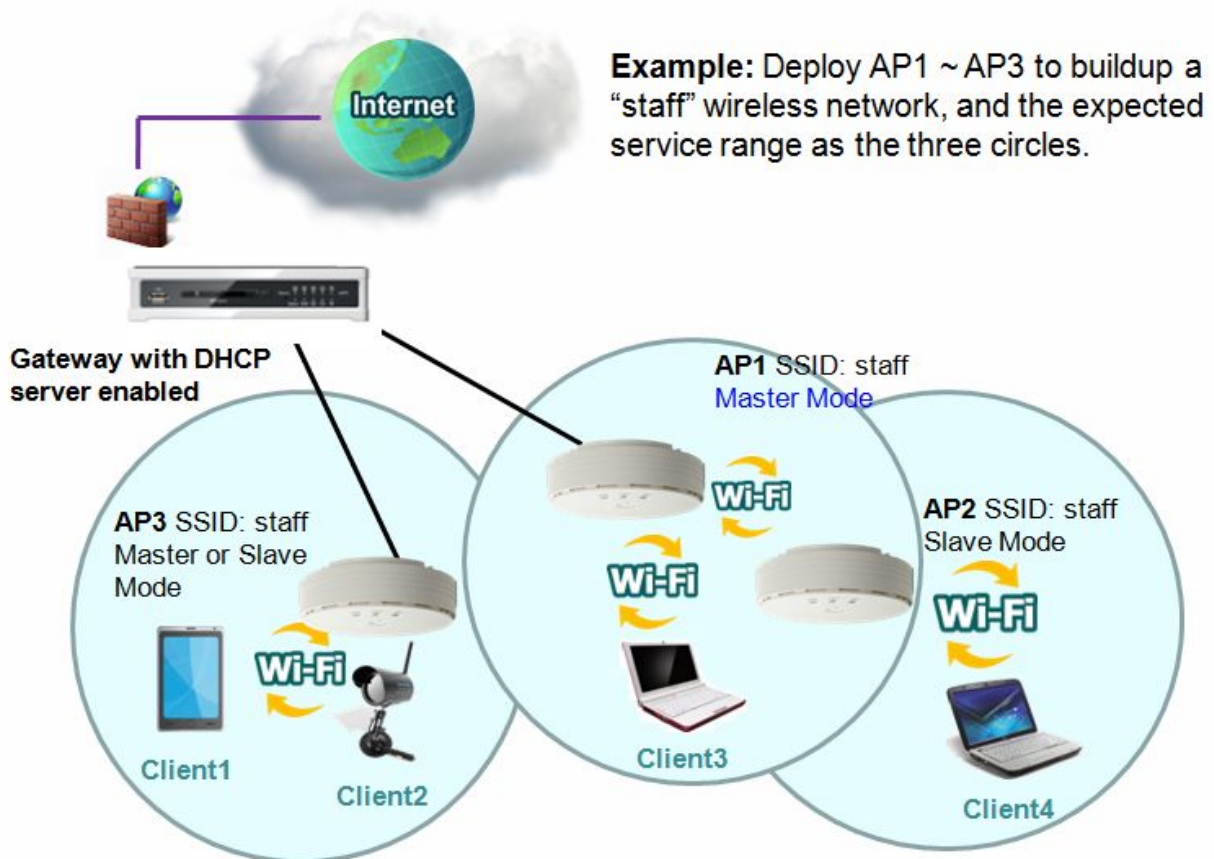 Internet
Example: Deploy AP1 ~ AP3 to buildup a
“staff” wireless network, and the expected
service range as the three circles.
Gateway with DHCP
server enabled
AP1 SSID: staff
Master Mode
Wi-Fi
Wi-Fi
AP3 SSID: staff
Master or Slave
Mode
Wi-Fi
AP2 SSID: staff
Slave Mode
Wi-Fi
Client1
Client2
Client3
Client4